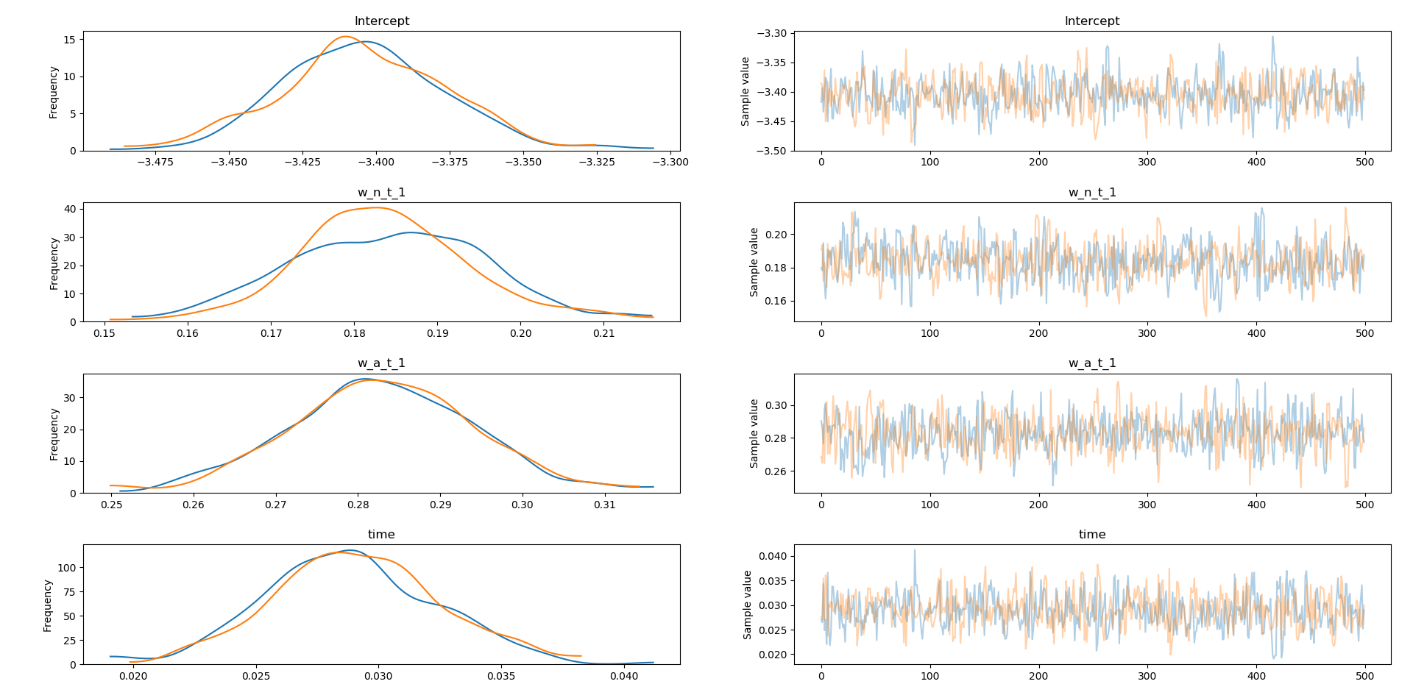 Intercept
Frequency
15
10
5
0
−3.475 −3.450 −3.425 −3.400 −3.375 −3.350 −3.325 −3.300
Intercept
Sample value
−3.30
−3.35
−3.40
−3.45
−3.50
0 100 200 300 400 500
w_n_t_1
Frequency
40
30
20
10
0
0.15 0.16 0.17 0.18 0.19 0.20 0.21
w_n_t_1
Sample value
0.20
0.18
0.16
0 100 200 300 400 500
w_a_t_1
Frequency
30
20
10
0
0.25 0.26 0.27 0.28 0.29 0.30 0.31
w_a_t_1
Sample value
0.30
0.28
0.26
0 100 200 300 400 500
time
Frequency
100
75
50
25
0
0.020 0.025 0.030 0.035 0.040
time
Sample value
0.040
0.035
0.030
0.025
0.020
0 100 200 300 400 500